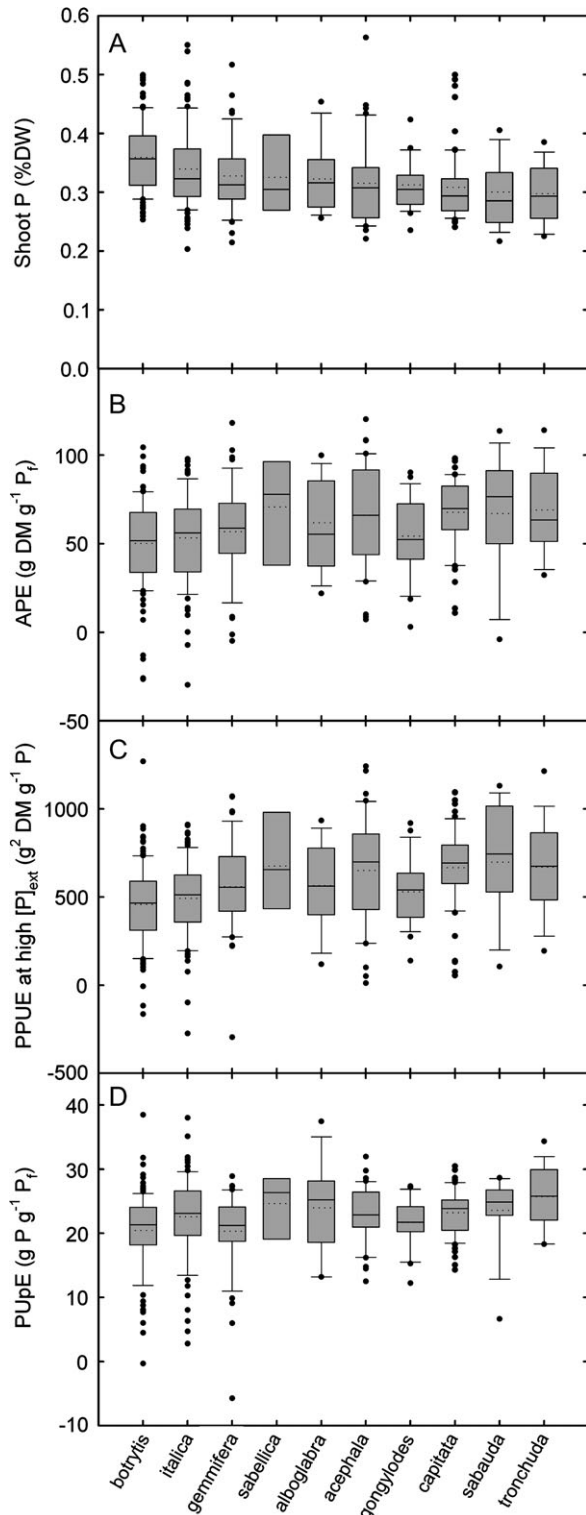 A
0.6
0.5
0.4
0.3
0.2
0.1
0.0
Shoot P (%DW)
B
100
50
0
-50
APE (g DM g-1 Pf)
C
1000
500
0
-500
PPUE at high [P]ext (g2 DM g-1 P)
D
40
30
20
10
0
-10
PUpE (g P g-1 Pf)
botrytis
italica
gemmifera
sabellica
alboglabra
acephala
gongylodes
capitata
sabauda
tronchuda